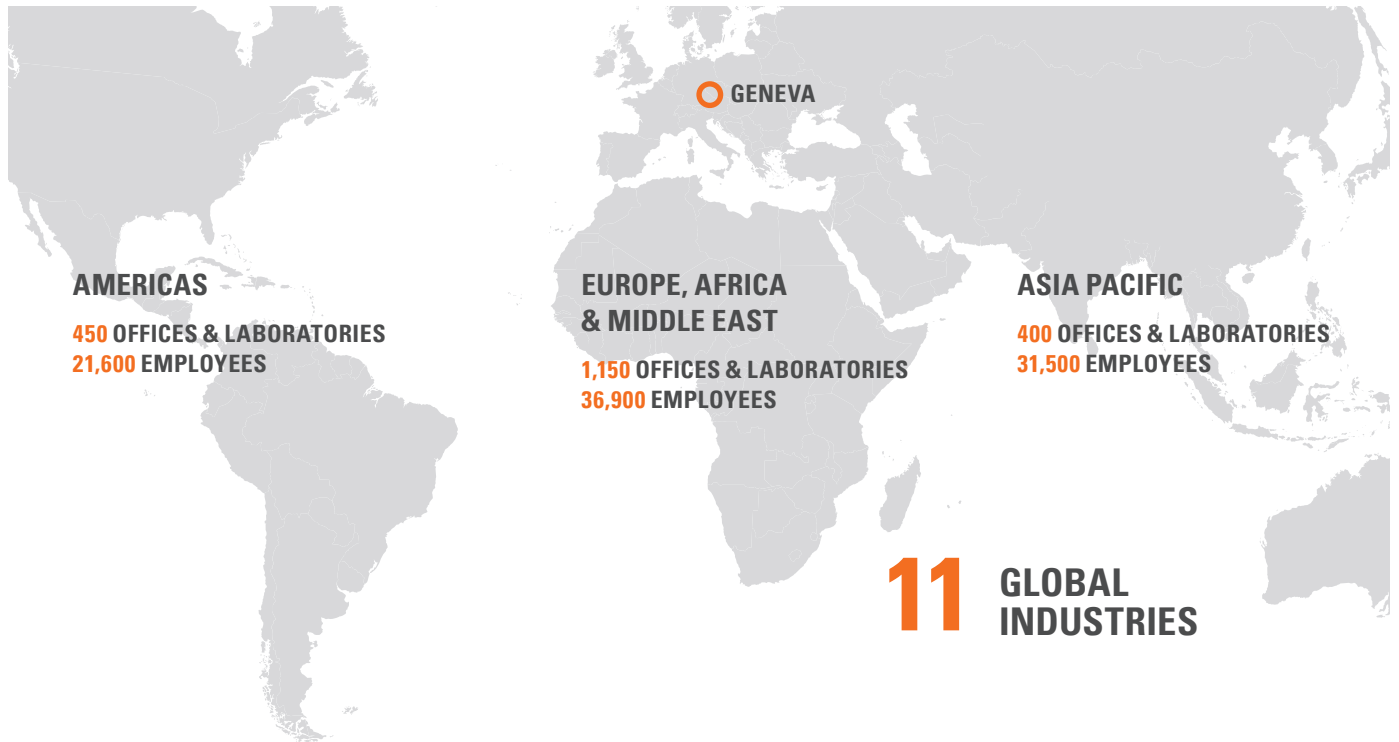 GENEVA
AMERICAS
450 OFFICES & LABORATORIES
21,600 EMPLOYEES
EUROPE, AFRICA
& MIDDLE EAST
1,150 OFFICES & LABORATORIES
36,900 EMPLOYEES
ASIA PACIFIC
400 OFFICES & LABORATORIES
31,500 EMPLOYEES
11 GLOBAL
INDUSTRIES